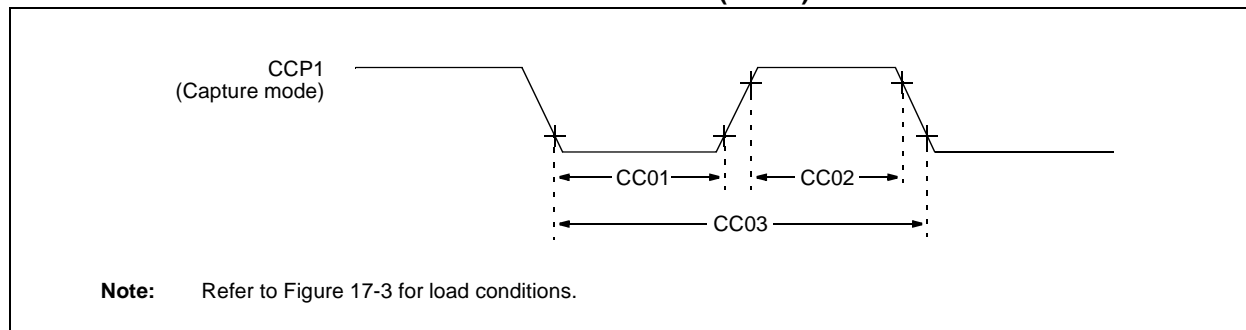 CCP1
(Capture mode)
CC01
CC02
CC03
Note: Refer to Figure 17-3 for load conditions.